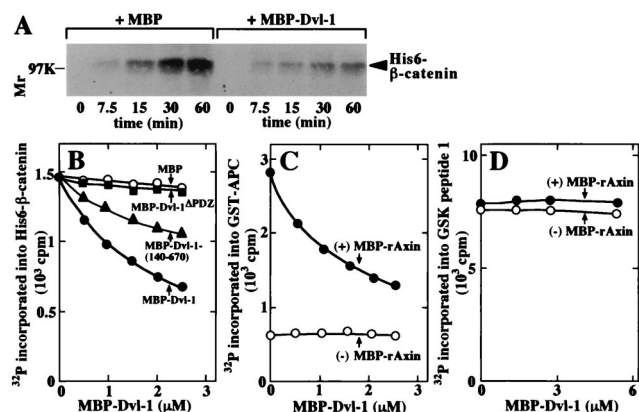 A
+ MBP
+ MBP-Dvl-1
Mr
97K
His6-
β-catenin
0 7.5 15 30 60 0 7.5 15 30 60
time (min) time (min)
B
³²P incorporated into His6-β-catenin
(10³ cpm)
1.5
1
0.5
0
MBP
MBP-Dvl-1ΔPDZ
MBP-Dvl-1-
(140-670)
MBP-Dvl-1
0 1 2 3
C
³²P incorporated into GST-APC
(10³ cpm)
3
2
1
0
(+) MBP-rAxin
(-) MBP-rAxin
0 1 2 3
MBP-Dvl-1 (μM)
D
³²P incorporated into GSK peptide 1
(10³ cpm)
10
5
0
(+) MBP-rAxin
(-) MBP-rAxin
0 3 6
MBP-Dvl-1 (μM)
MBP-Dvl-1 (μM)